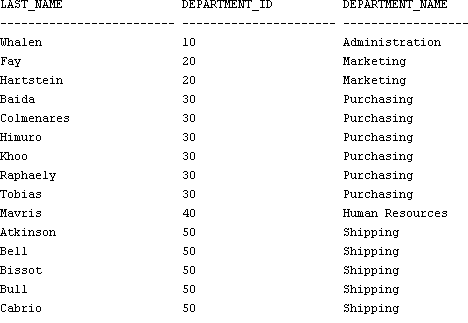 LAST_NAME DEPARTMENT_ID DEPARTMENT_NAME
------------------------- ---------------------- ------------------
Whalen 10 Administration
Fay 20 Marketing
Hartstein 20 Marketing
Baida 30 Purchasing
Colmenares 30 Purchasing
Himuro 30 Purchasing
Khoo 30 Purchasing
Raphaely 30 Purchasing
Tobias 30 Purchasing
Mavris 40 Human Resources
Atkinson 50 Shipping
Bell 50 Shipping
Bissot 50 Shipping
Bull 50 Shipping
Cabrio 50 Shipping